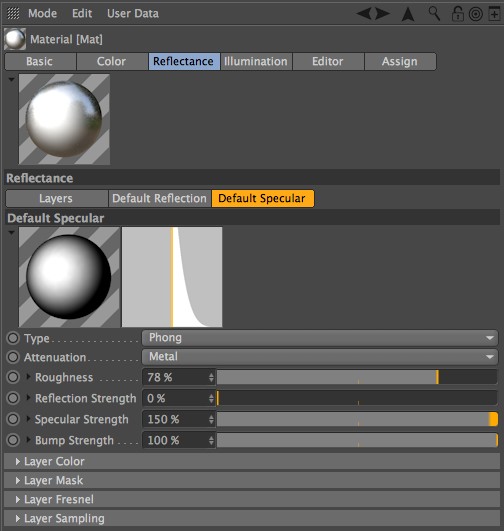 Mode Edit User Data
Material [Mat]
Basic Color Reflectance Illumination Editor Assign
Reflectance
Layers Default Reflection Default Specular
Default Specular
Type Phong
Attenuation Metal
Roughness 78 %
Reflection Strength 0 %
Specular Strength 150 %
Bump Strength 100 %
Layer Color
Layer Mask
Layer Fresnel
Layer Sampling